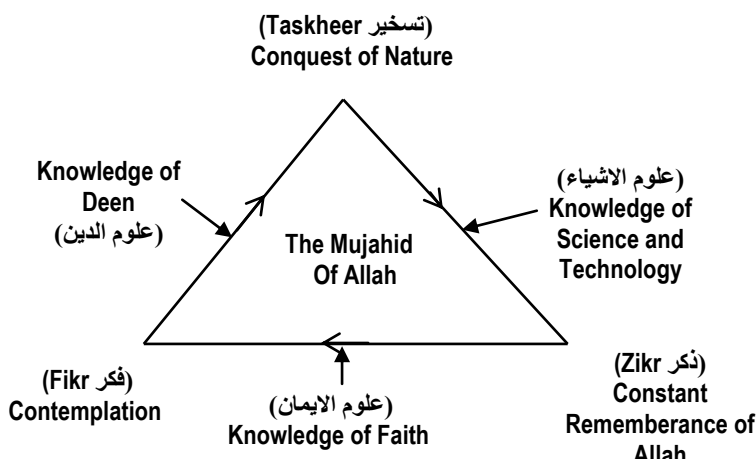 (Taskheer تسخير)
Conquest of Nature
Knowledge of
Deen
(علوم الدين)
(علوم الاشياء)
Knowledge of
Science and
Technology
The Mujahid
Of Allah
(Fikr فكر)
Contemplation
(علوم الايمان)
Knowledge of Faith
(Zikr ذكر)
Constant
Rememberance of
Allah